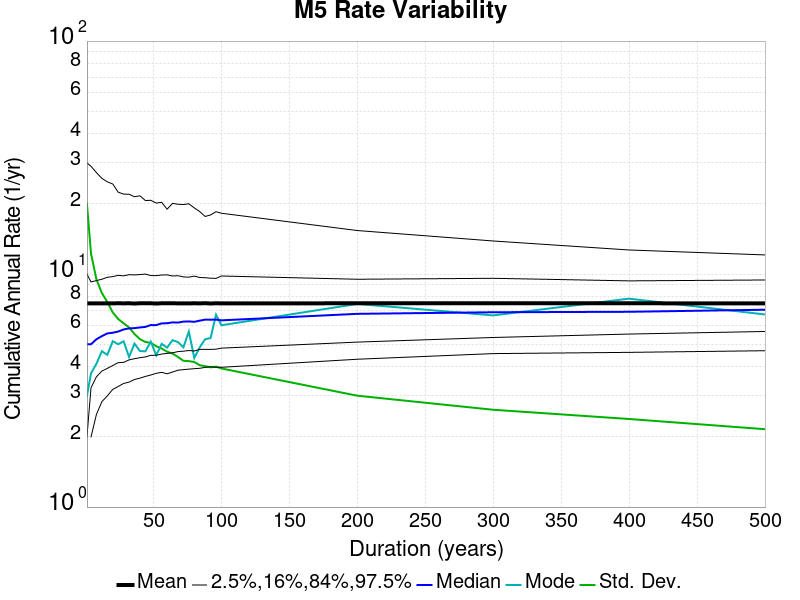 M5 Rate Variability
Cumulative Annual Rate (1/yr)
10^2
8
6
4
3
2
10^1
8
6
4
3
2
10^0
50 100 150 200 250 300 350 400 450 500
Duration (years)
Mean 2.5%,16%,84%,97.5% Median Mode Std. Dev.